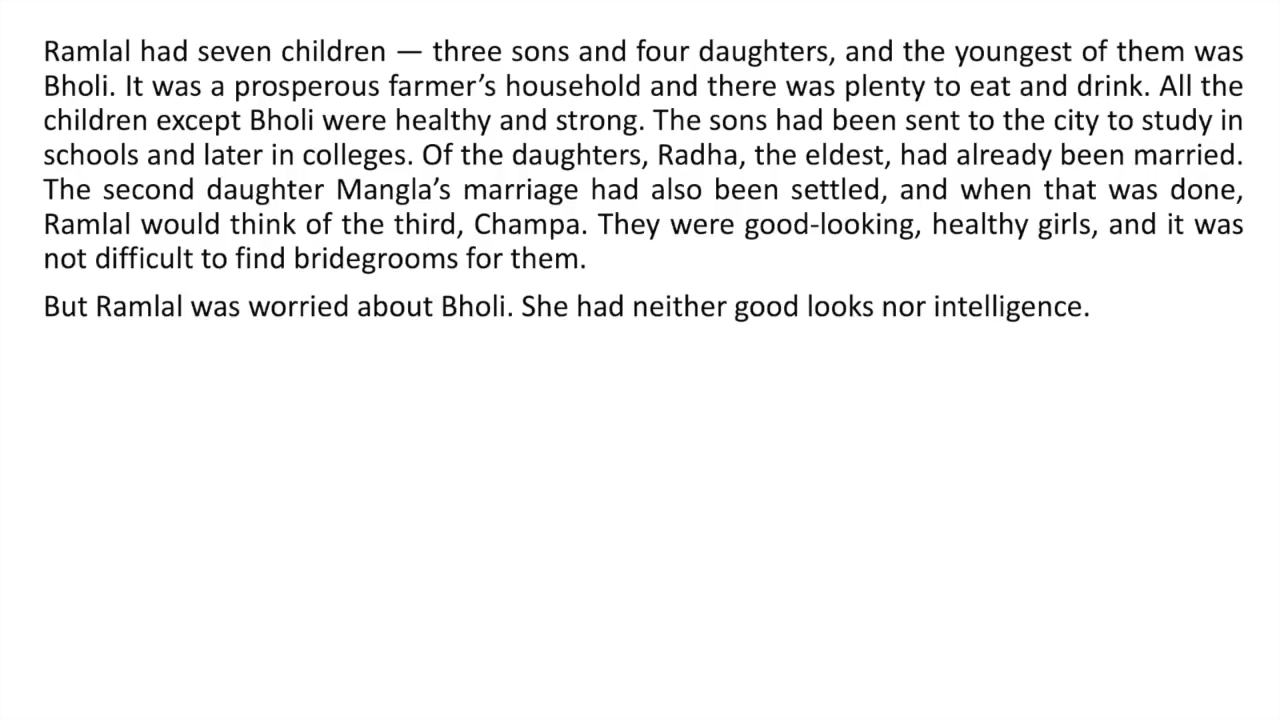 Ramlal had seven children — three sons and four daughters, and the youngest of them was
Bholi. It was a prosperous farmer’s household and there was plenty to eat and drink. All the
children except Bholi were healthy and strong. The sons had been sent to the city to study in
schools and later in colleges. Of the daughters, Radha, the eldest, had already been married.
The second daughter Mangla’s marriage had also been settled, and when that was done,
Ramlal would think of the third, Champa. They were good-looking, healthy girls, and it was
not difficult to find bridegrooms for them.
But Ramlal was worried about Bholi. She had neither good looks nor intelligence.